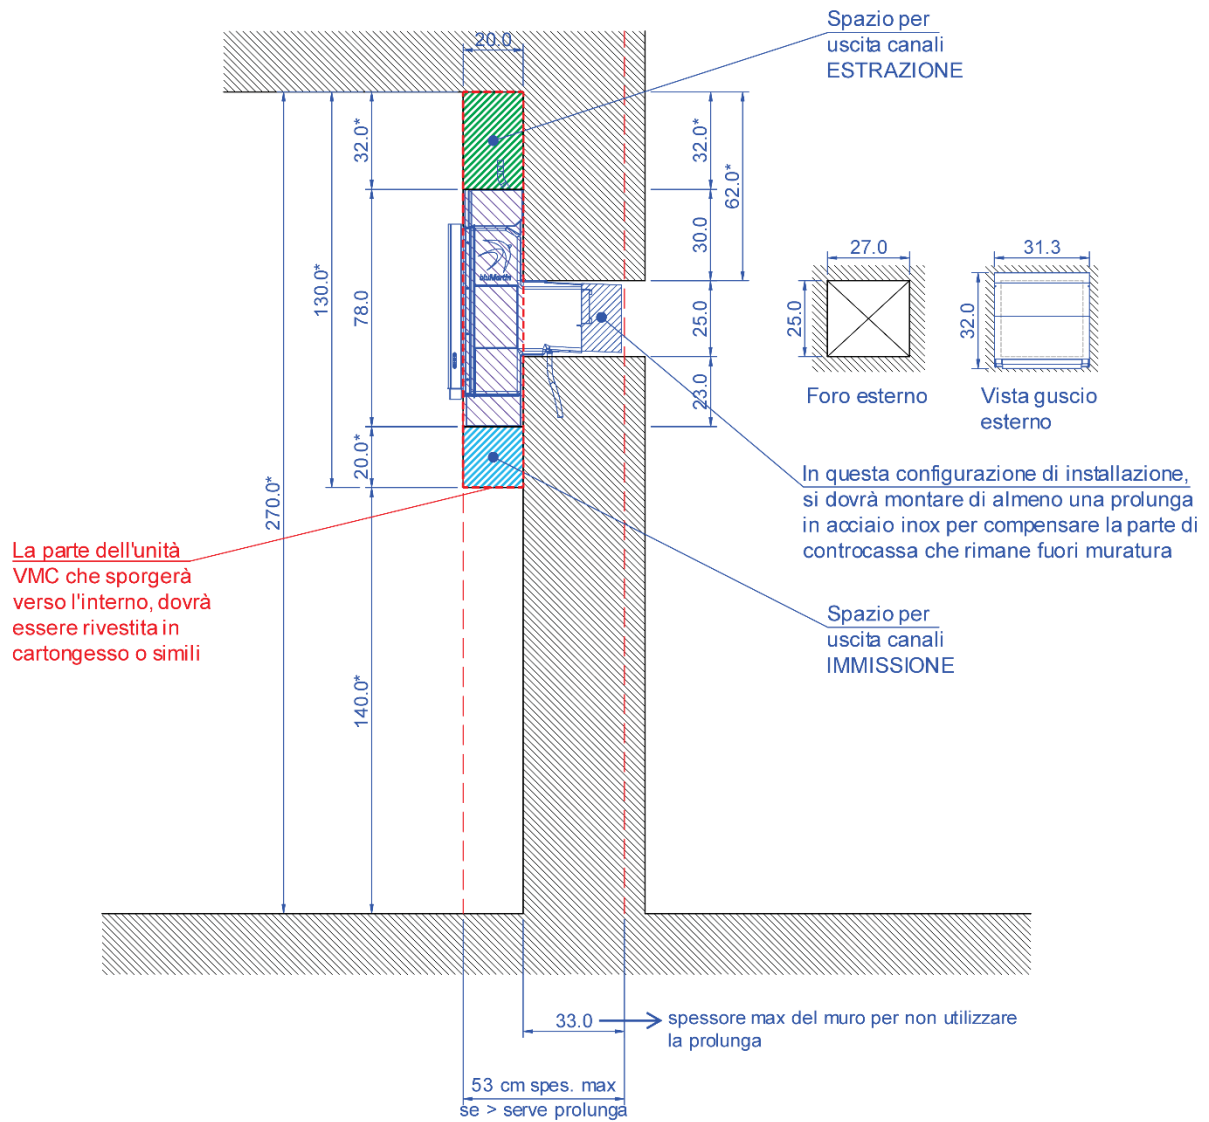 Spazio per
uscita canali
ESTRAZIONE
20.0
32.0*
130.0*
78.0
20.0*
270.0*
140.0*
32.0*
62.0*
30.0
25.0
23.0
27.0
25.0
Foro esterno
31.3
32.0
Vista guscio
esterno
In questa configurazione di installazione,
si dovrà montare di almeno una prolunga
in acciaio inox per compensare la parte di
controcassa che rimane fuori muratura
La parte dell'unità
VMC che sporgerà
verso l'interno, dovrà
essere rivestita in
cartongesso o simili
Spazio per
uscita canali
IMMISSIONE
33.0
spessore max del muro per non utilizzare
la prolunga
53 cm spes. max
se > serve prolunga